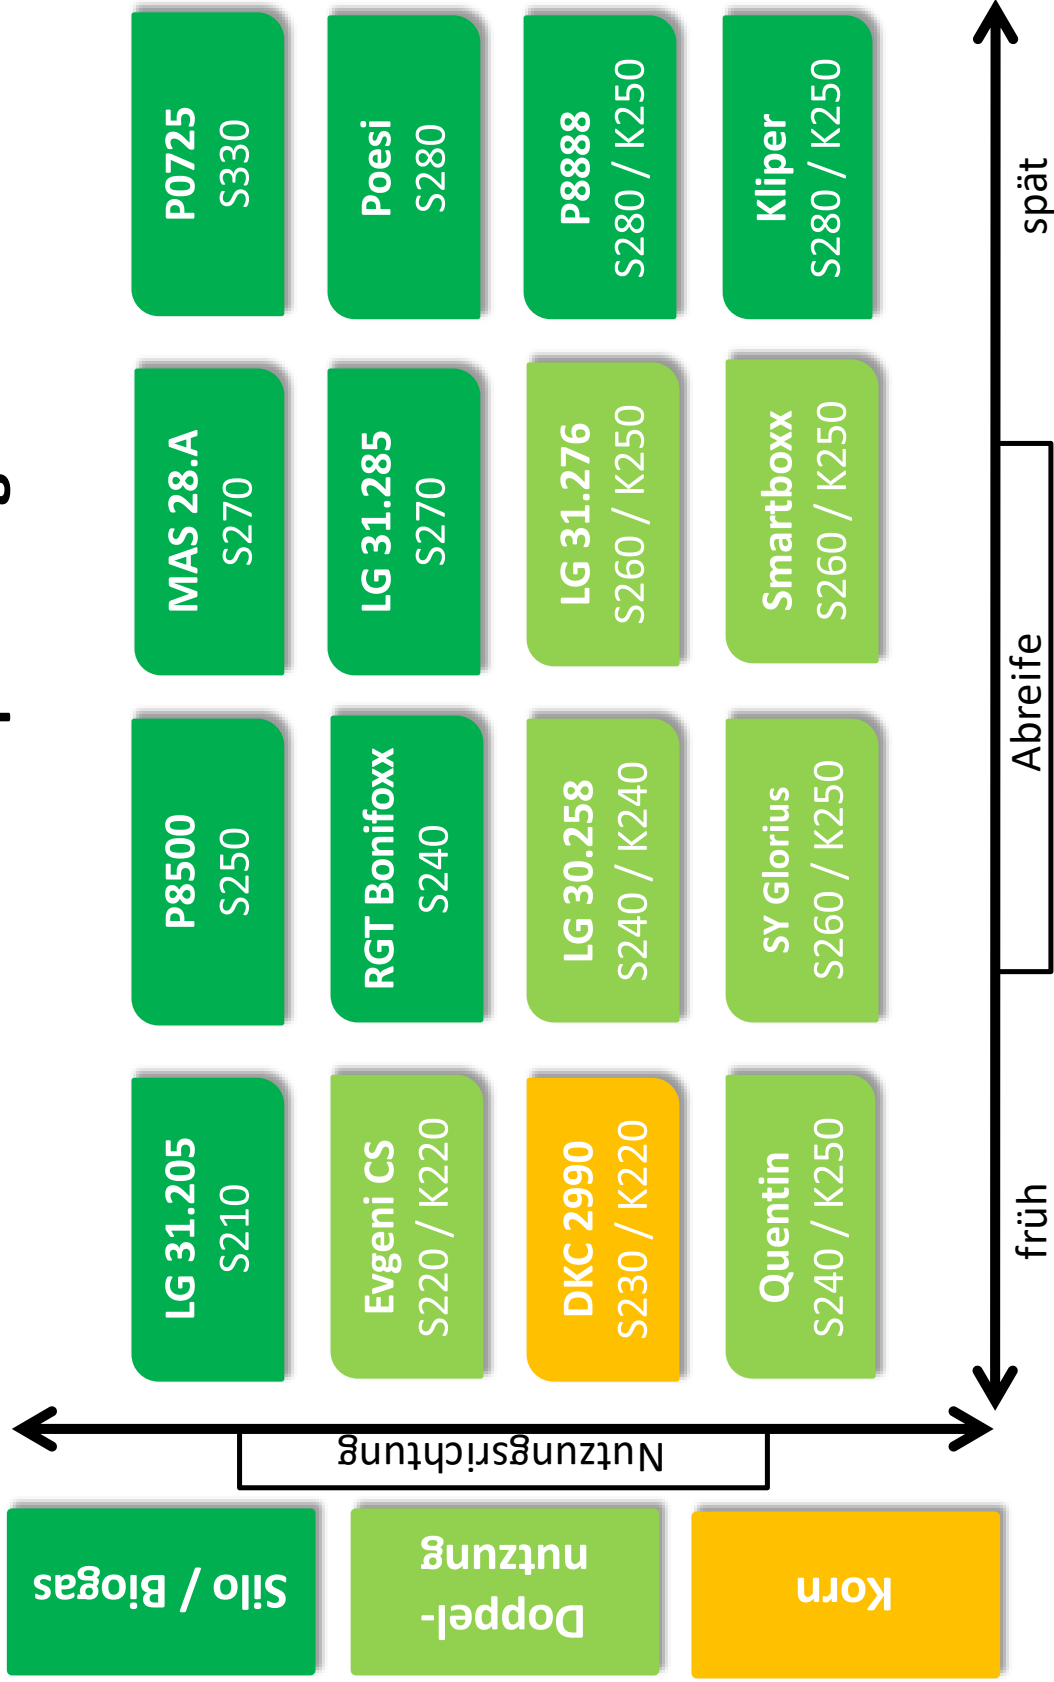 Silo / Biogas
Doppel-
nutzung
Korn
Nutzungsrichtung
LG 31.205
S210
P8500
S250
MAS 28.A
S270
P0725
S330
Evgeni CS
S220 / K220
RGT Bonifoxx
S240
LG 31.285
S270
Poesi
S280
DKC 2990
S230 / K220
LG 30.258
S240 / K240
LG 31.276
S260 / K250
P8888
S280 / K250
Quentin
S240 / K250
SY Glorius
S260 / K250
Smartboxx
S260 / K250
Kliper
S280 / K250
früh
Abreife
spät